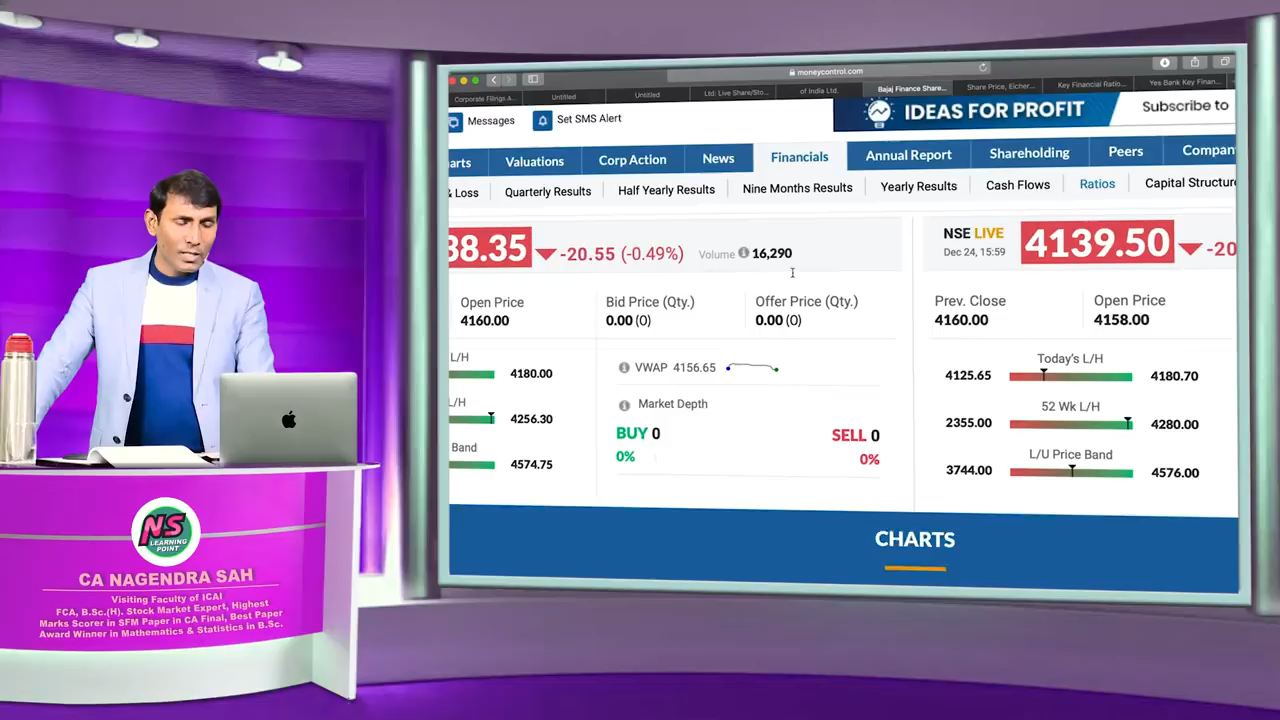 moneycontrol.com
Corporate Filings A...
Untitled
Untitled
Ltd: Live Share/Sto...
of India Ltd.
Bajaj Finance Share...
Share Price, Eicher...
Key Financial Ratio...
Yes Bank Key Finan...
Messages
Set SMS Alert
IDEAS FOR PROFIT
Subscribe to
arts
Valuations
Corp Action
News
Financials
Annual Report
Shareholding
Peers
Compan
& Loss
Quarterly Results
Half Yearly Results
Nine Months Results
Yearly Results
Cash Flows
Ratios
Capital Structur
38.35
-20.55 (-0.49%)
Volume 16,290
NSE LIVE
Dec 24, 15:59
4139.50
-20
Open Price
4160.00
Bid Price (Qty.)
0.00 (0)
Offer Price (Qty.)
0.00 (0)
Prev. Close
4160.00
Open Price
4158.00
L/H
4180.00
L/H
4256.30
Band
4574.75
VWAP 4156.65
Market Depth
BUY 0
0%
SELL 0
0%
Today's L/H
4125.65
4180.70
52 Wk L/H
2355.00
4280.00
L/U Price Band
3744.00
4576.00
CHARTS
NS
LEARNING
POINT
CA NAGENDRA SAH
Visiting Faculty of ICAI
FCA, B.Sc.(H). Stock Market Expert, Highest
Marks Scorer in SFM Paper in CA Final, Best Paper
Award Winner in Mathematics & Statistics in B.Sc.